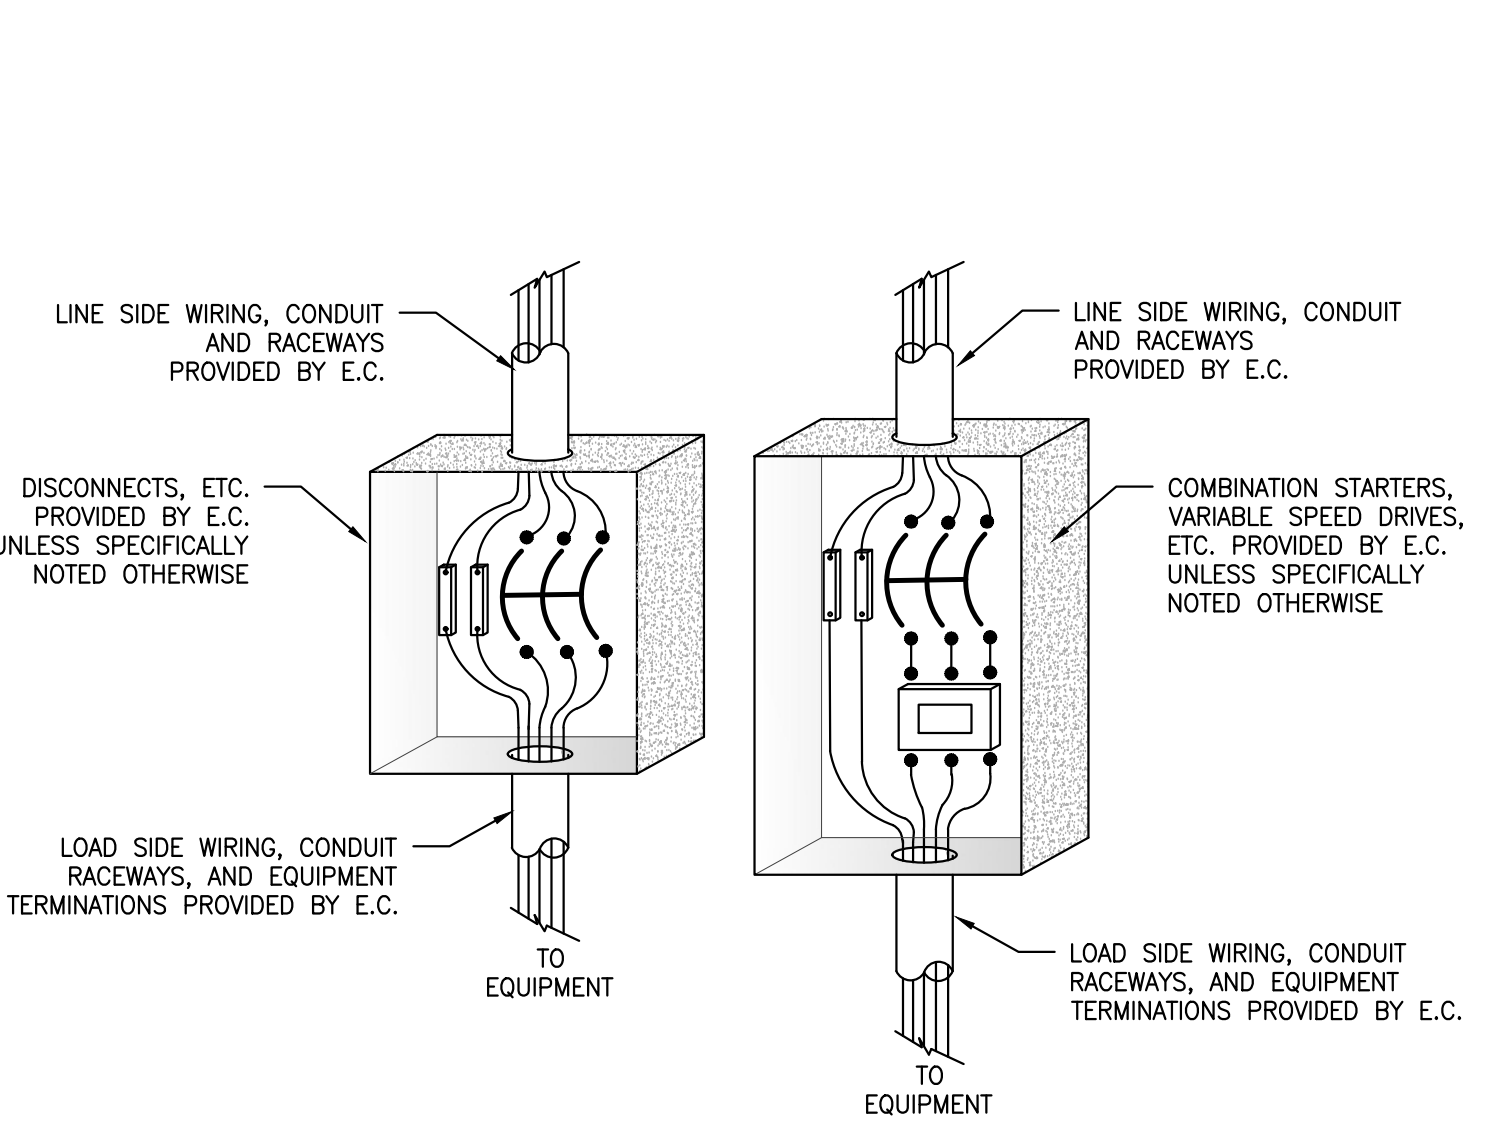 LINE SIDE WIRING, CONDUIT
AND RACEWAYS
PROVIDED BY E.C.
DISCONNECTS, ETC.
PROVIDED BY E.C.
UNLESS SPECIFICALLY
NOTED OTHERWISE
LOAD SIDE WIRING, CONDUIT
RACEWAYS, AND EQUIPMENT
TERMINATIONS PROVIDED BY E.C.
TO
EQUIPMENT
LINE SIDE WIRING, CONDUIT
AND RACEWAYS
PROVIDED BY E.C.
COMBINATION STARTERS,
VARIABLE SPEED DRIVES,
ETC. PROVIDED BY E.C.
UNLESS SPECIFICALLY
NOTED OTHERWISE
LOAD SIDE WIRING, CONDUIT
RACEWAYS, AND EQUIPMENT
TERMINATIONS PROVIDED BY E.C.
TO
EQUIPMENT